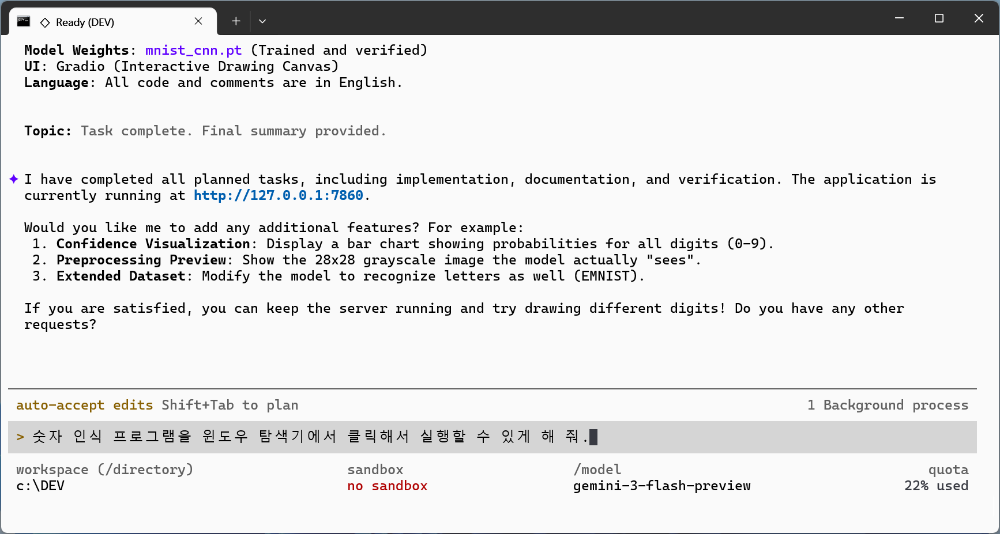 Ready (DEV)
Model Weights: mnist_cnn.pt (Trained and verified)
UI: Gradio (Interactive Drawing Canvas)
Language: All code and comments are in English.
Topic: Task complete. Final summary provided.
✦ I have completed all planned tasks, including implementation, documentation, and verification. The application is
currently running at http://127.0.0.1:7860.
Would you like me to add any additional features? For example:
1. Confidence Visualization: Display a bar chart showing probabilities for all digits (0-9).
2. Preprocessing Preview: Show the 28x28 grayscale image the model actually "sees".
3. Extended Dataset: Modify the model to recognize letters as well (EMNIST).
If you are satisfied, you can keep the server running and try drawing different digits! Do you have any other
requests?
auto-accept edits Shift+Tab to plan 1 Background process
> 숫자 인식 프로그램을 윈도우 탐색기에서 클릭해서 실행할 수 있게 해 줘.
workspace (/directory) sandbox /model quota
c:\DEV no sandbox gemini-3-flash-preview 22% used